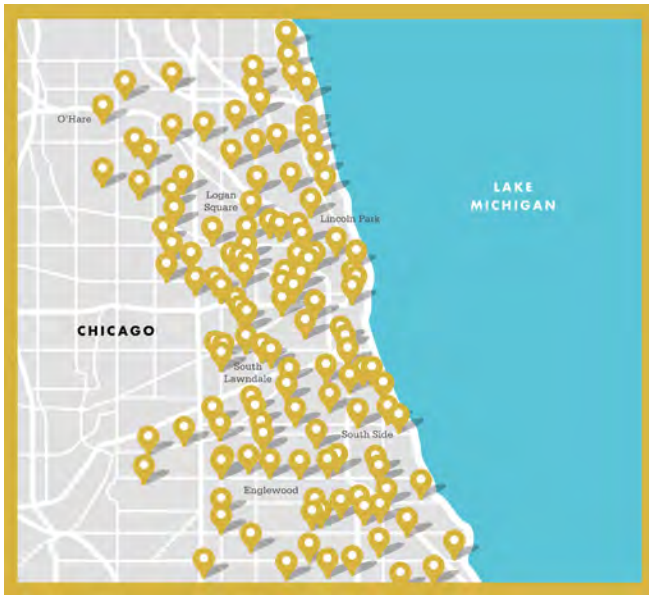 O'Hare
Logan
Square
Lincoln Park
LAKE
MICHIGAN
CHICAGO
South
Lawndale
South Side
Englewood